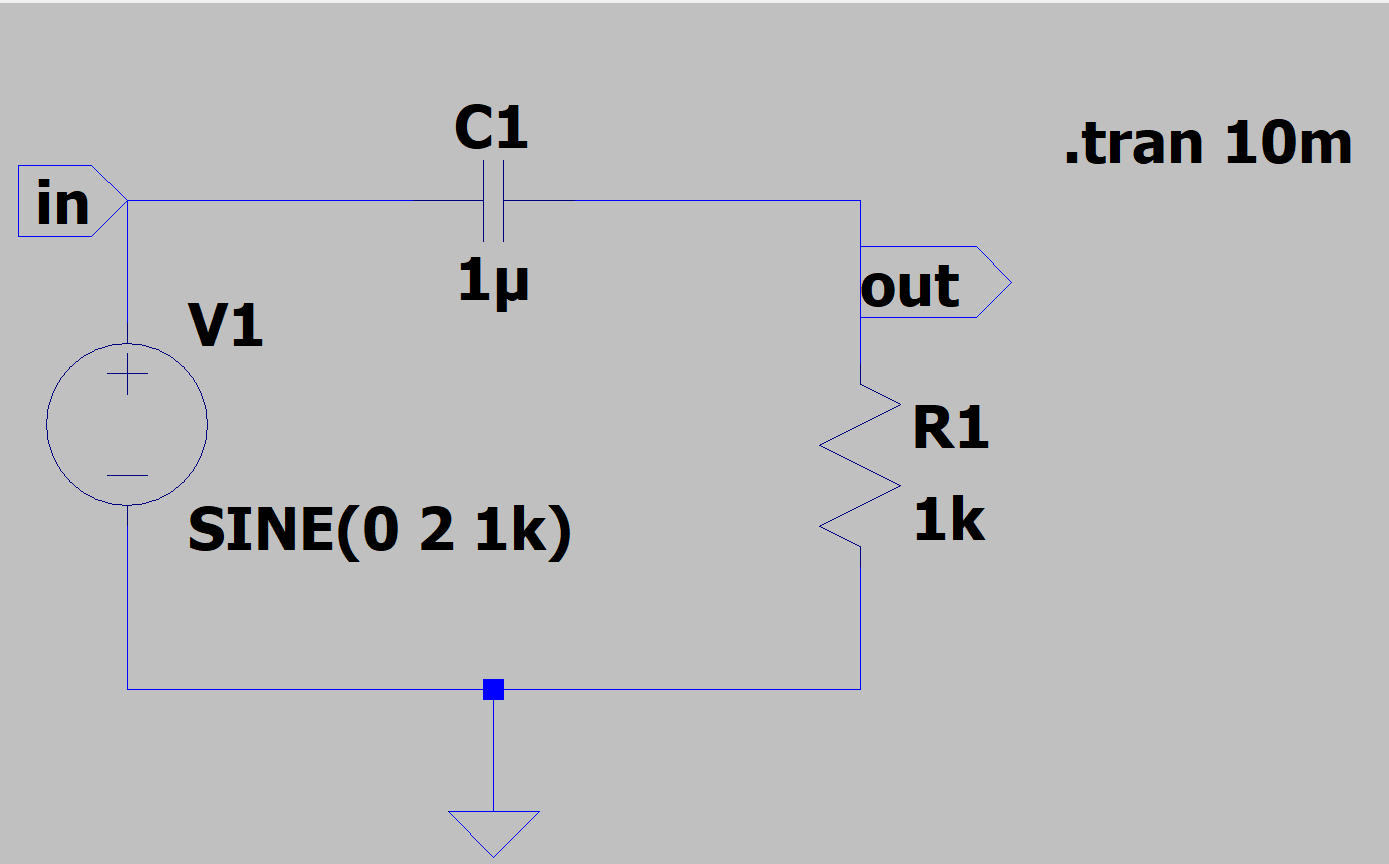 C1
.tran 10m
in
1µ
out
V1
R1
SINE(0 2 1k)
1k